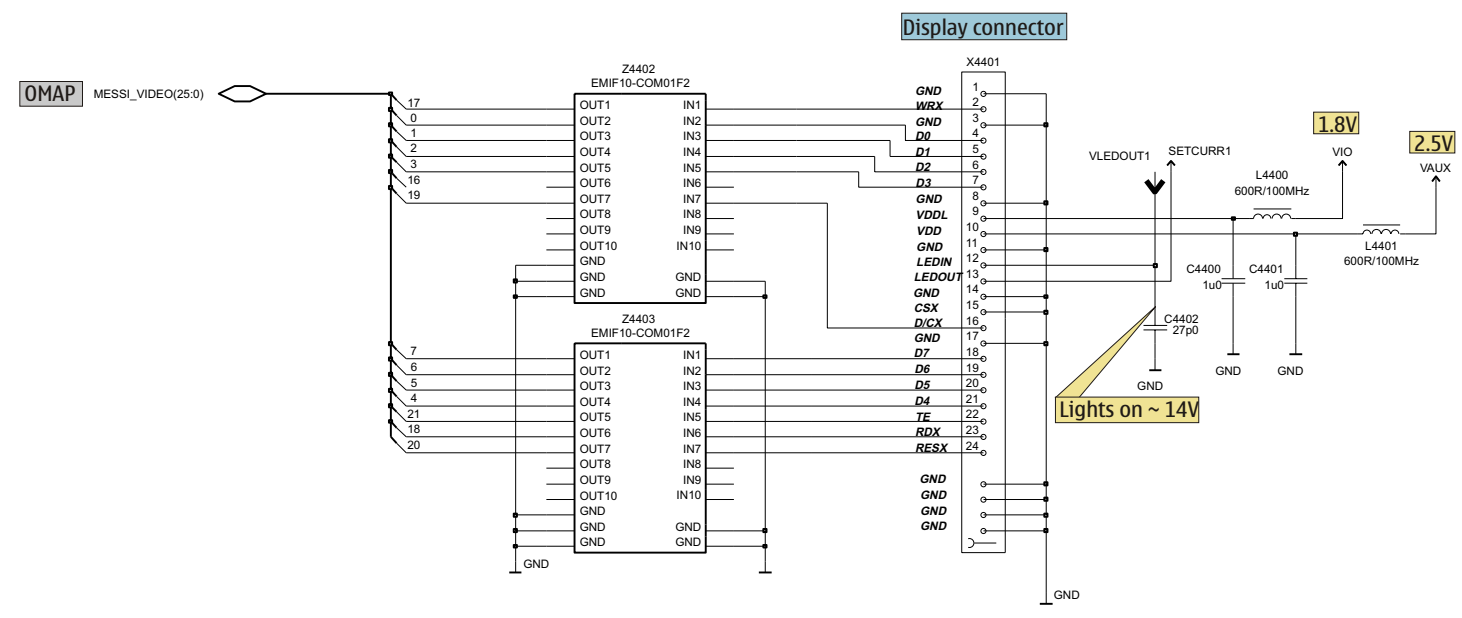 Display connector
OMAP MESSI_VIDEO(25:0)
Z4402
EMIF10-COM01F2
17 OUT1 IN1
0 OUT2 IN2
1 OUT3 IN3
2 OUT4 IN4
3 OUT5 IN5
16 OUT6 IN6
19 OUT7 IN7
OUT8 IN8
OUT9 IN9
OUT10 IN10
GND
GND GND
GND GND
Z4403
EMIF10-COM01F2
7 OUT1 IN1
6 OUT2 IN2
5 OUT3 IN3
4 OUT4 IN4
21 OUT5 IN5
18 OUT6 IN6
20 OUT7 IN7
OUT8 IN8
OUT9 IN9
OUT10 IN10
GND
GND GND
GND GND
GND
X4401
GND 1
WRX 2
GND 3
D0 4
D1 5
D2 6
D3 7
GND 8
VDDL 9
VDD 10
GND 11
LEDIN 12
LEDOUT 13
GND 14
CSX 15
D/CX 16
GND 17
D7 18
D6 19
D5 20
D4 21
TE 22
RDX 23
RESX 24
GND
GND
GND
GND
GND
VLEDOUT1 SETCURR1
1.8V
VIO
2.5V
VAUX
L4400
600R/100MHz
L4401
600R/100MHz
C4400
1u0
C4401
1u0
C4402
27p0
GND
GND
GND
Lights on ~ 14V